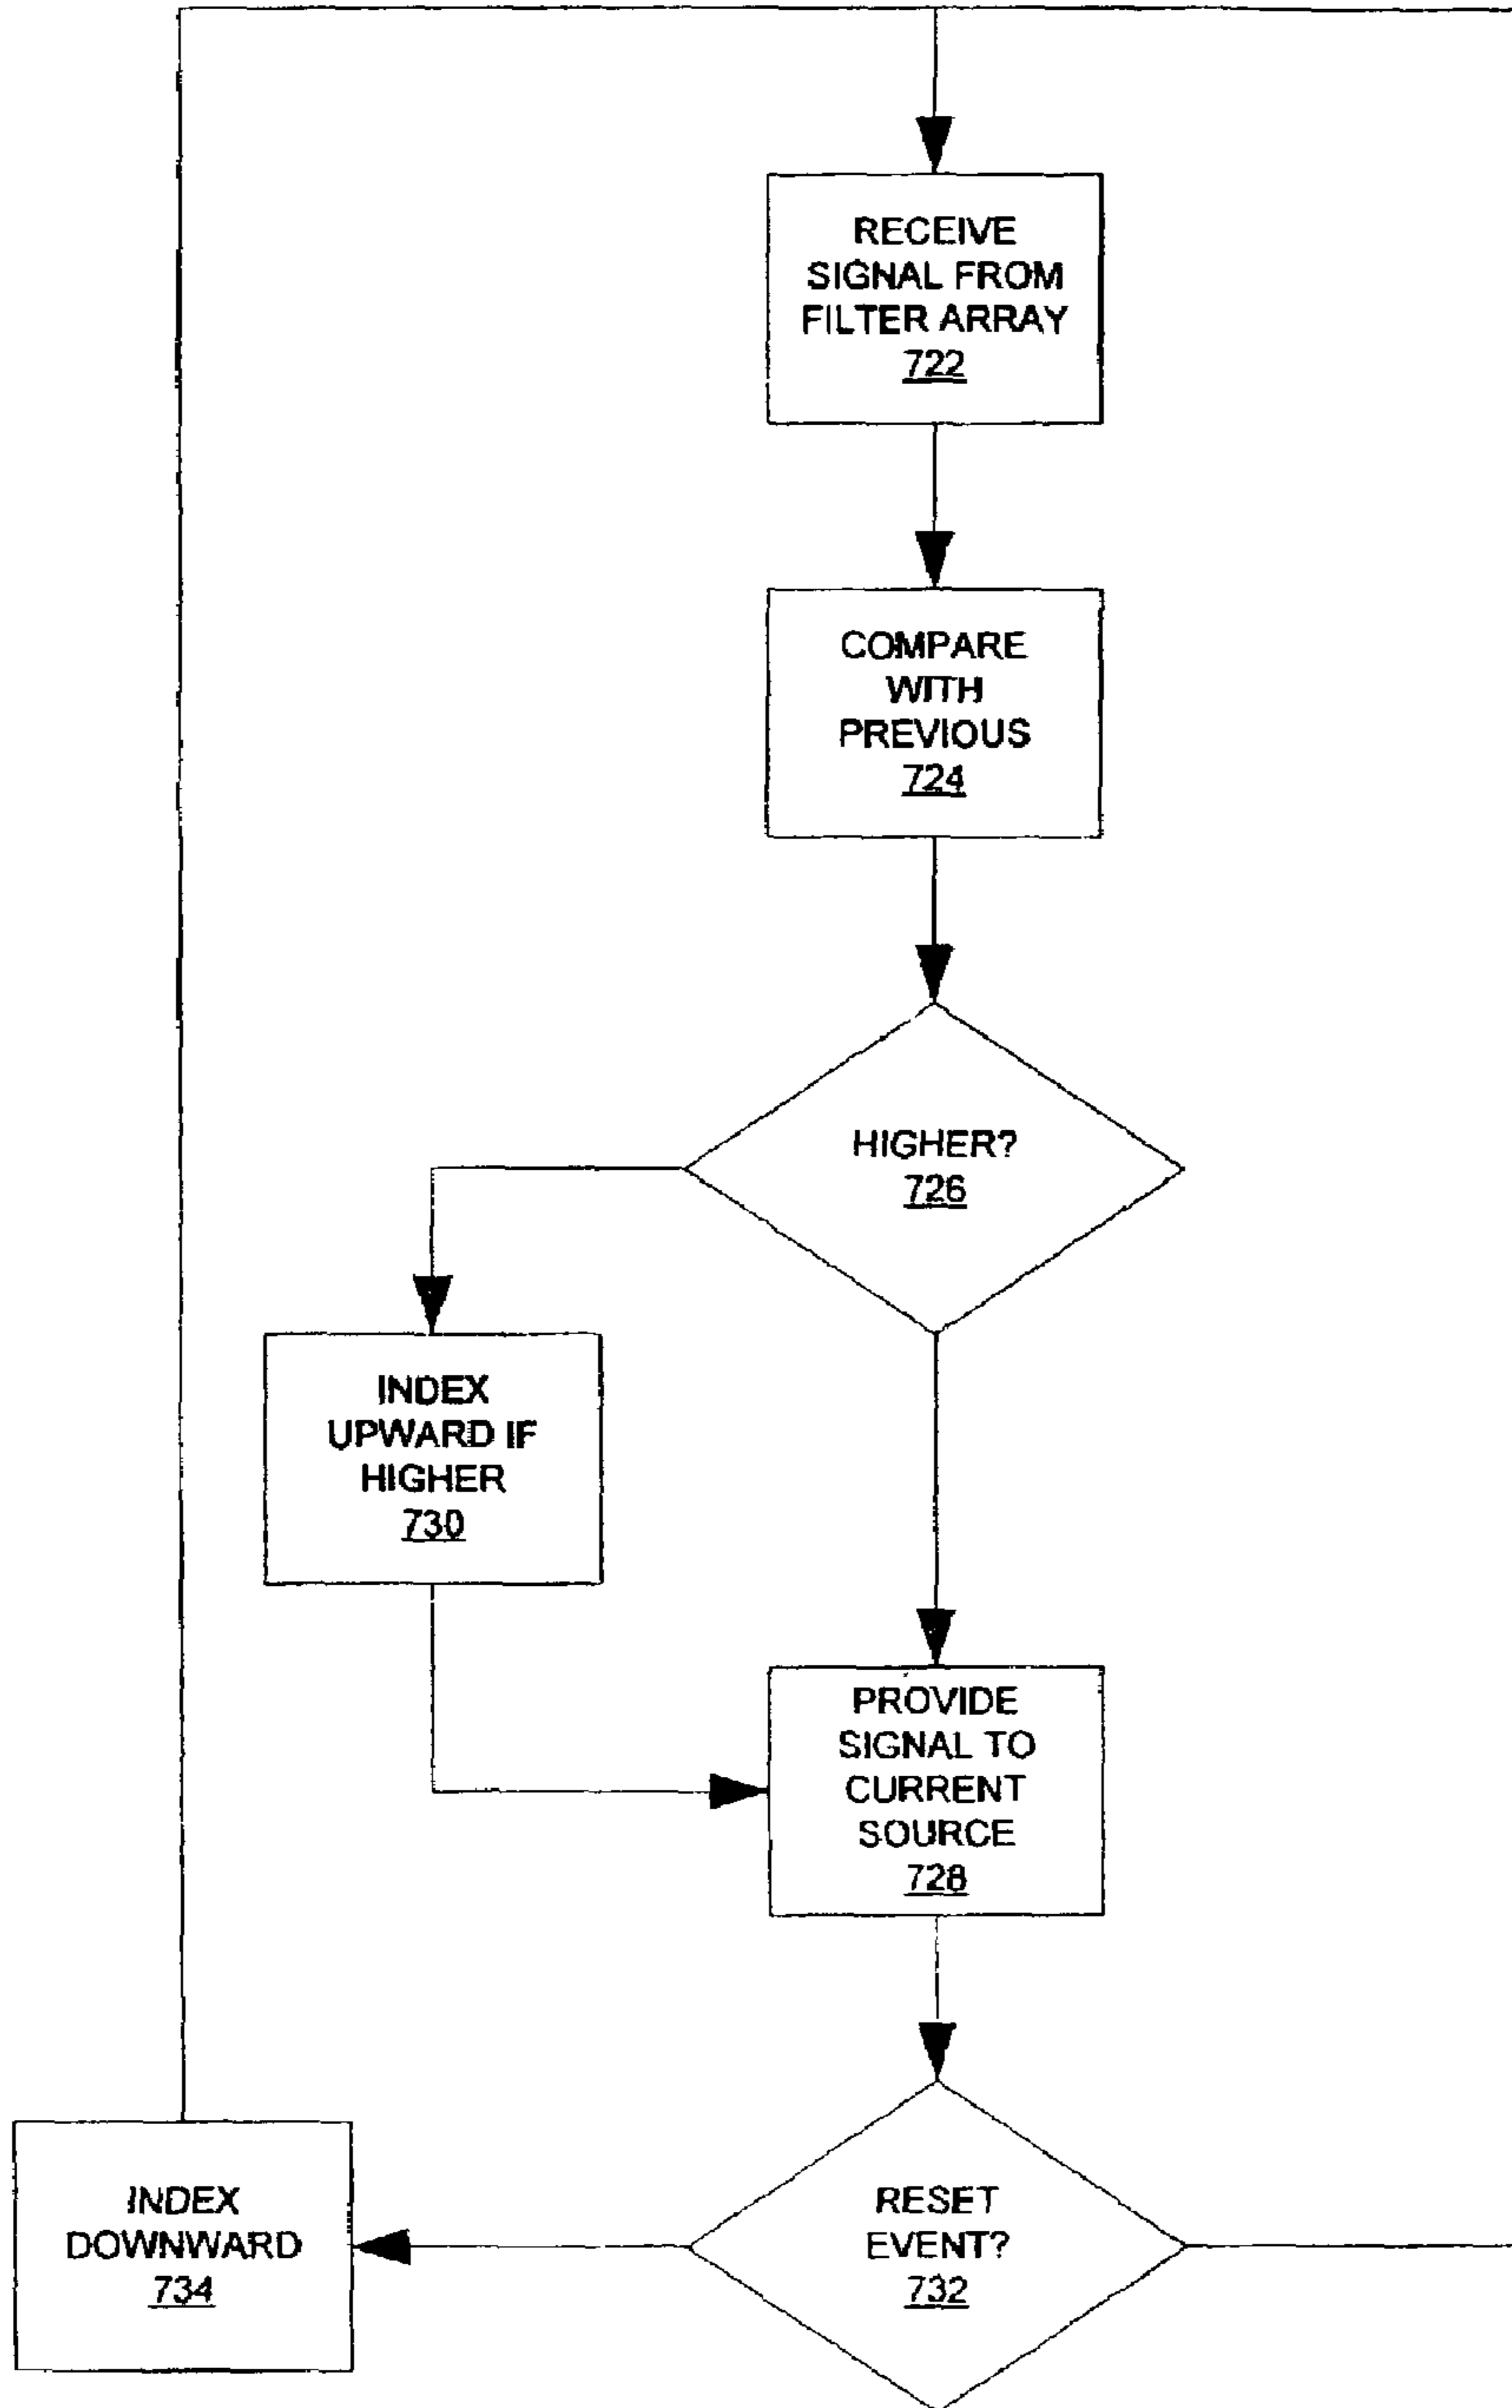 RECEIVE
SIGNAL FROM
FILTER ARRAY
722
COMPARE
WITH
PREVIOUS
724
HIGHER?
726
INDEX
UPWARD IF
HIGHER
730
PROVIDE
SIGNAL TO
CURRENT
SOURCE
728
INDEX
DOWNWARD
734
RESET
EVENT?
732